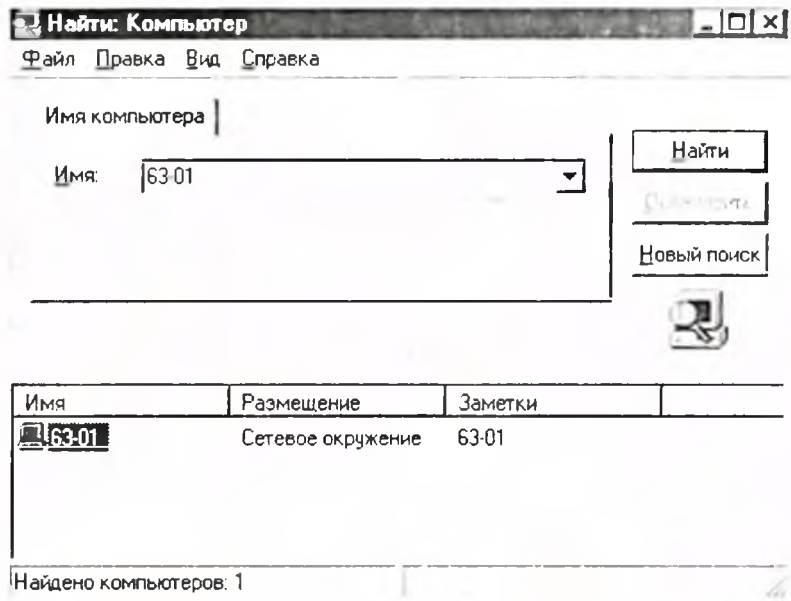 Найти: Компьютер
Файл Правка Вид Справка
Имя компьютера
Имя: 63-01
Найти
Новый поиск
Имя Размещение Заметки
63-01 Сетевое окружение 63-01
Найдено компьютеров: 1